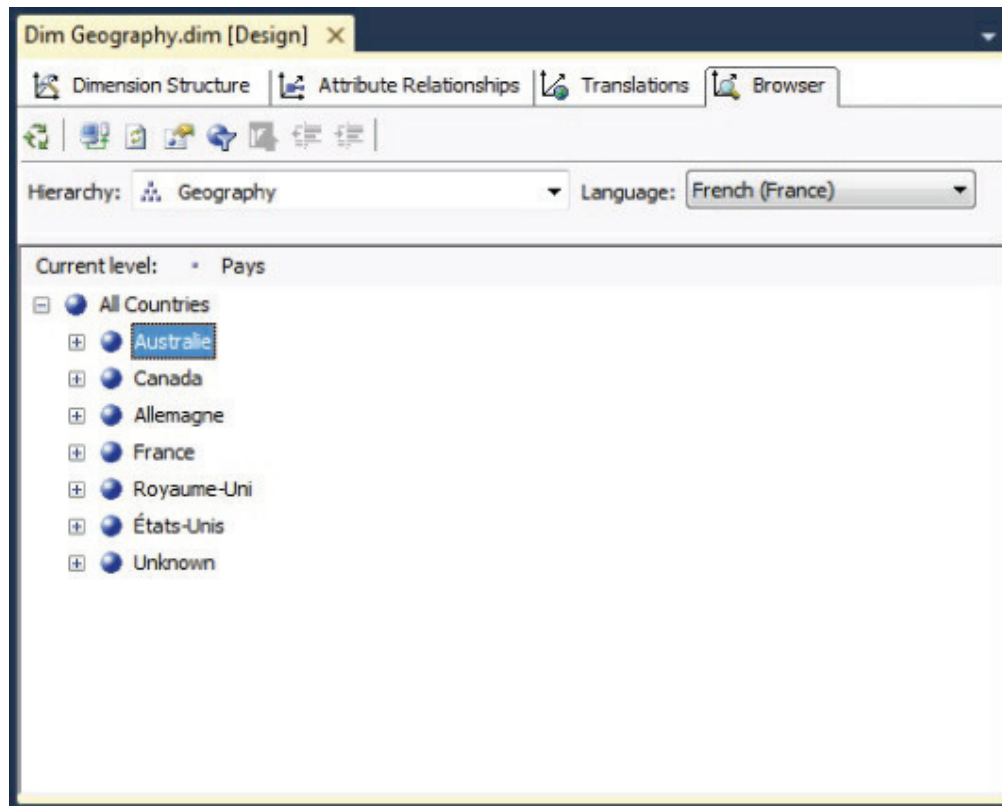 Dim Geography.dim [Design]
Dimension Structure Attribute Relationships Translations Browser
Hierarchy: Geography Language: French (France)
Current level: Pays
All Countries
Australie
Canada
Allemagne
France
Royaume-Uni
États-Unis
Unknown